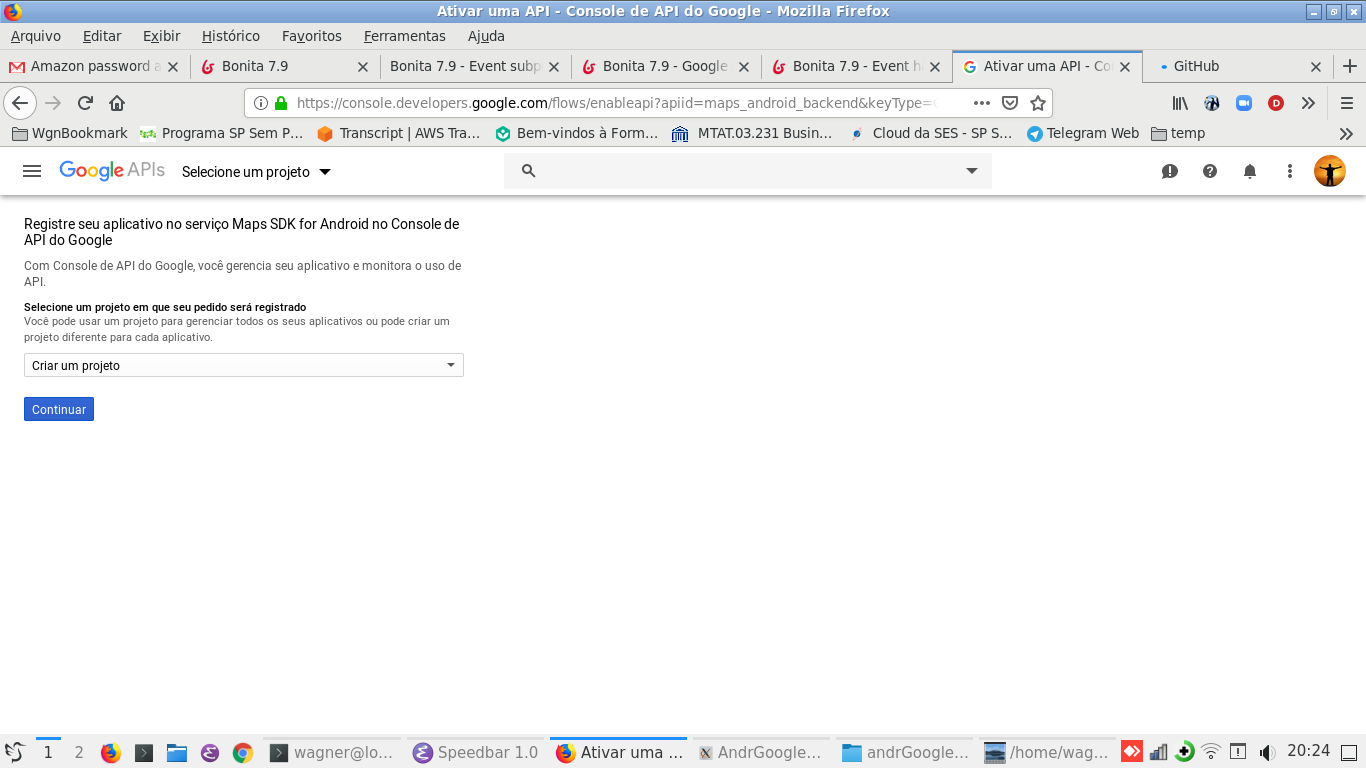 Ativar uma API - Console de API do Google - Mozilla Firefox
Arquivo Editar Exibir Histórico Favoritos Ferramentas Ajuda
Amazon password a Bonita 7.9 Bonita 7.9 - Event subp Bonita 7.9 - Google Bonita 7.9 - Event h Ativar uma API - Co GitHub
https://console.developers.google.com/flows/enableapi?apiid=maps_android_backend&keyType=
WgnBookmark Programa SP Sem P... Transcript | AWS Tra... Bem-vindos à Form... MTAT.03.231 Busin... Cloud da SES - SP S... Telegram Web temp
Google APIs Selecione um projeto
Registre seu aplicativo no serviço Maps SDK for Android no Console de
API do Google
Com Console de API do Google, você gerencia seu aplicativo e monitora o uso de
API.
Selecione um projeto em que seu pedido será registrado
Você pode usar um projeto para gerenciar todos os seus aplicativos ou pode criar um
projeto diferente para cada aplicativo.
Criar um projeto
Continuar
1 2 wagner@lo... Speedbar 1.0 Ativar uma ... AndrGoogle... andrGoogle... /home/wag... 20:24